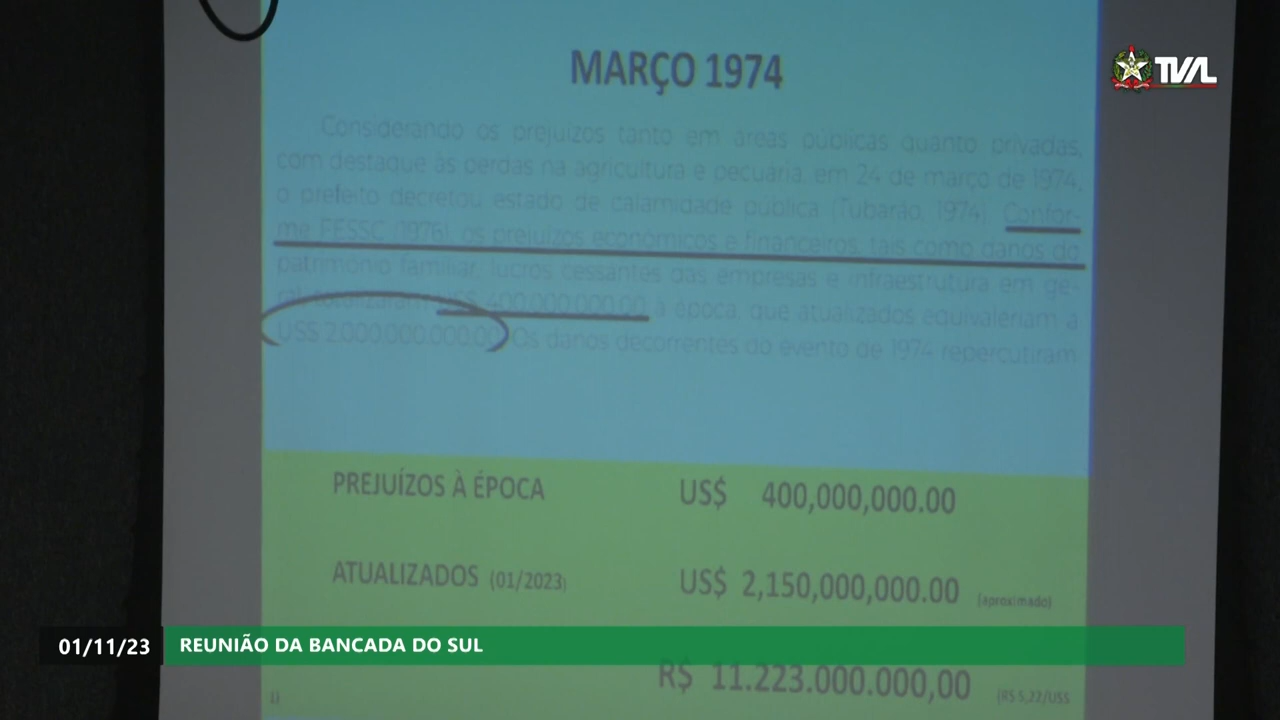 MARÇO 1974
TVAL
Considerando os prejuízos tanto em áreas públicas quanto privadas,
com destaque às perdas na agricultura e pecuária, em 24 de março de 1974,
o prefeito decretou estado de calamidade pública (Tubarão, 1974). Confor-
me FESSC (1976), os prejuízos econômicos e financeiros, tais como danos do
patrimônio familiar, lucros cessantes das empresas e infraestrutura em ge-
ral, totalizaram US$ 400.000.000,00 à época, que atualizados equivaleriam a
US$ 2.000.000.000,00. Os danos decorrentes do evento de 1974 repercutiram
PREJUÍZOS À ÉPOCA US$ 400,000,000.00
ATUALIZADOS (01/2023) US$ 2,150,000,000.00 (aproximado)
01/11/23 REUNIÃO DA BANCADA DO SUL
R$ 11.223.000.000,00 (R$ 5,22/US$